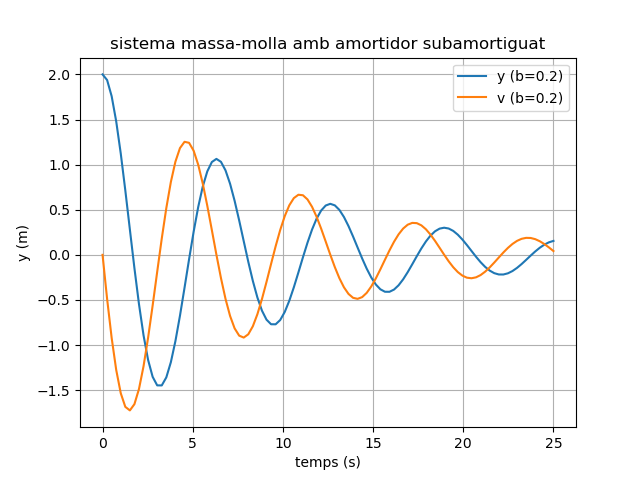 sistema massa-molla amb amortidor subamortiguat
y (b=0.2)
v (b=0.2)
y (m)
2.0
1.5
1.0
0.5
0.0
−0.5
−1.0
−1.5
0 5 10 15 20 25
temps (s)